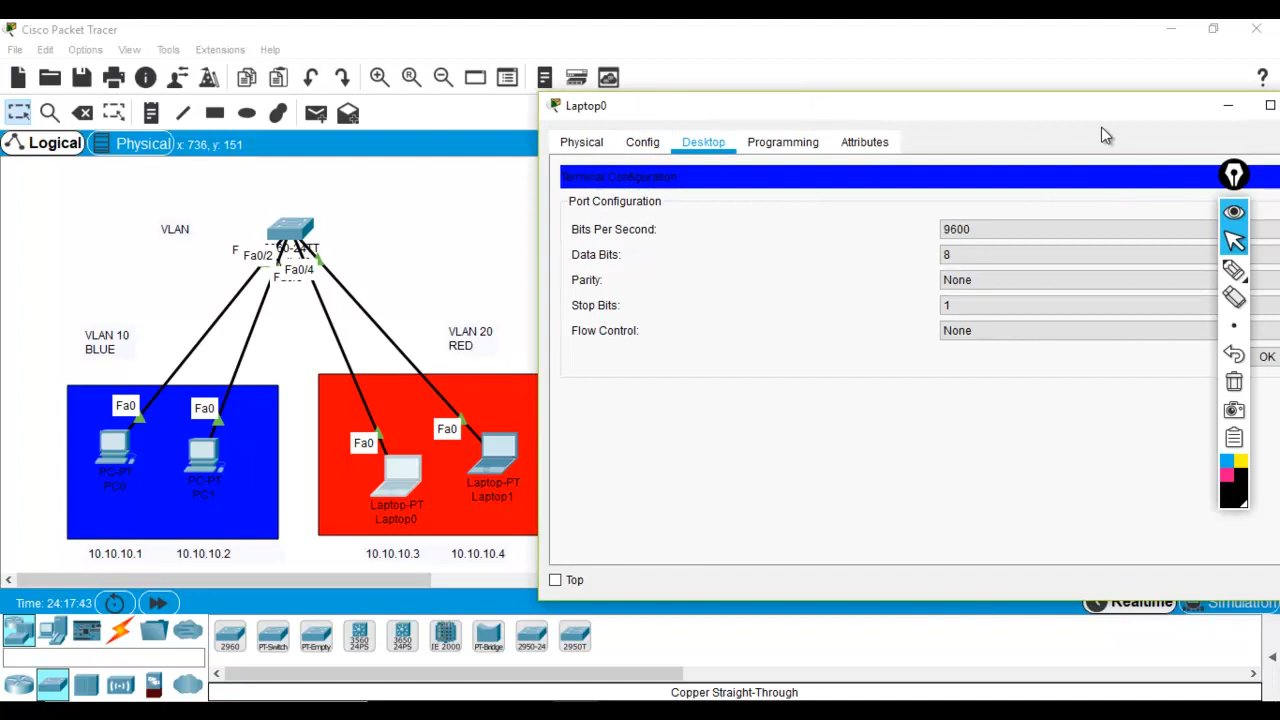 Cisco Packet Tracer
File Edit Options View Tools Extensions Help
Logical Physical x: 736, y: 151
VLAN
Fa0/2
Fa0/4
VLAN 10
BLUE
VLAN 20
RED
Fa0
Fa0
Fa0
Fa0
PC-PT
PC0
PC-PT
PC1
Laptop-PT
Laptop0
Laptop-PT
Laptop1
10.10.10.1 10.10.10.2 10.10.10.3 10.10.10.4
Laptop0
Physical Config Desktop Programming Attributes
Terminal Configuration
Port Configuration
Bits Per Second: 9600
Data Bits: 8
Parity: None
Stop Bits: 1
Flow Control: None
OK
Top
Time: 24:17:43
Realtime Simulation
2960 PT-Switch PT-Empty 3560 24PS 3650 24PS IE 2000 PT-Bridge 2950-24 2950T
Copper Straight-Through